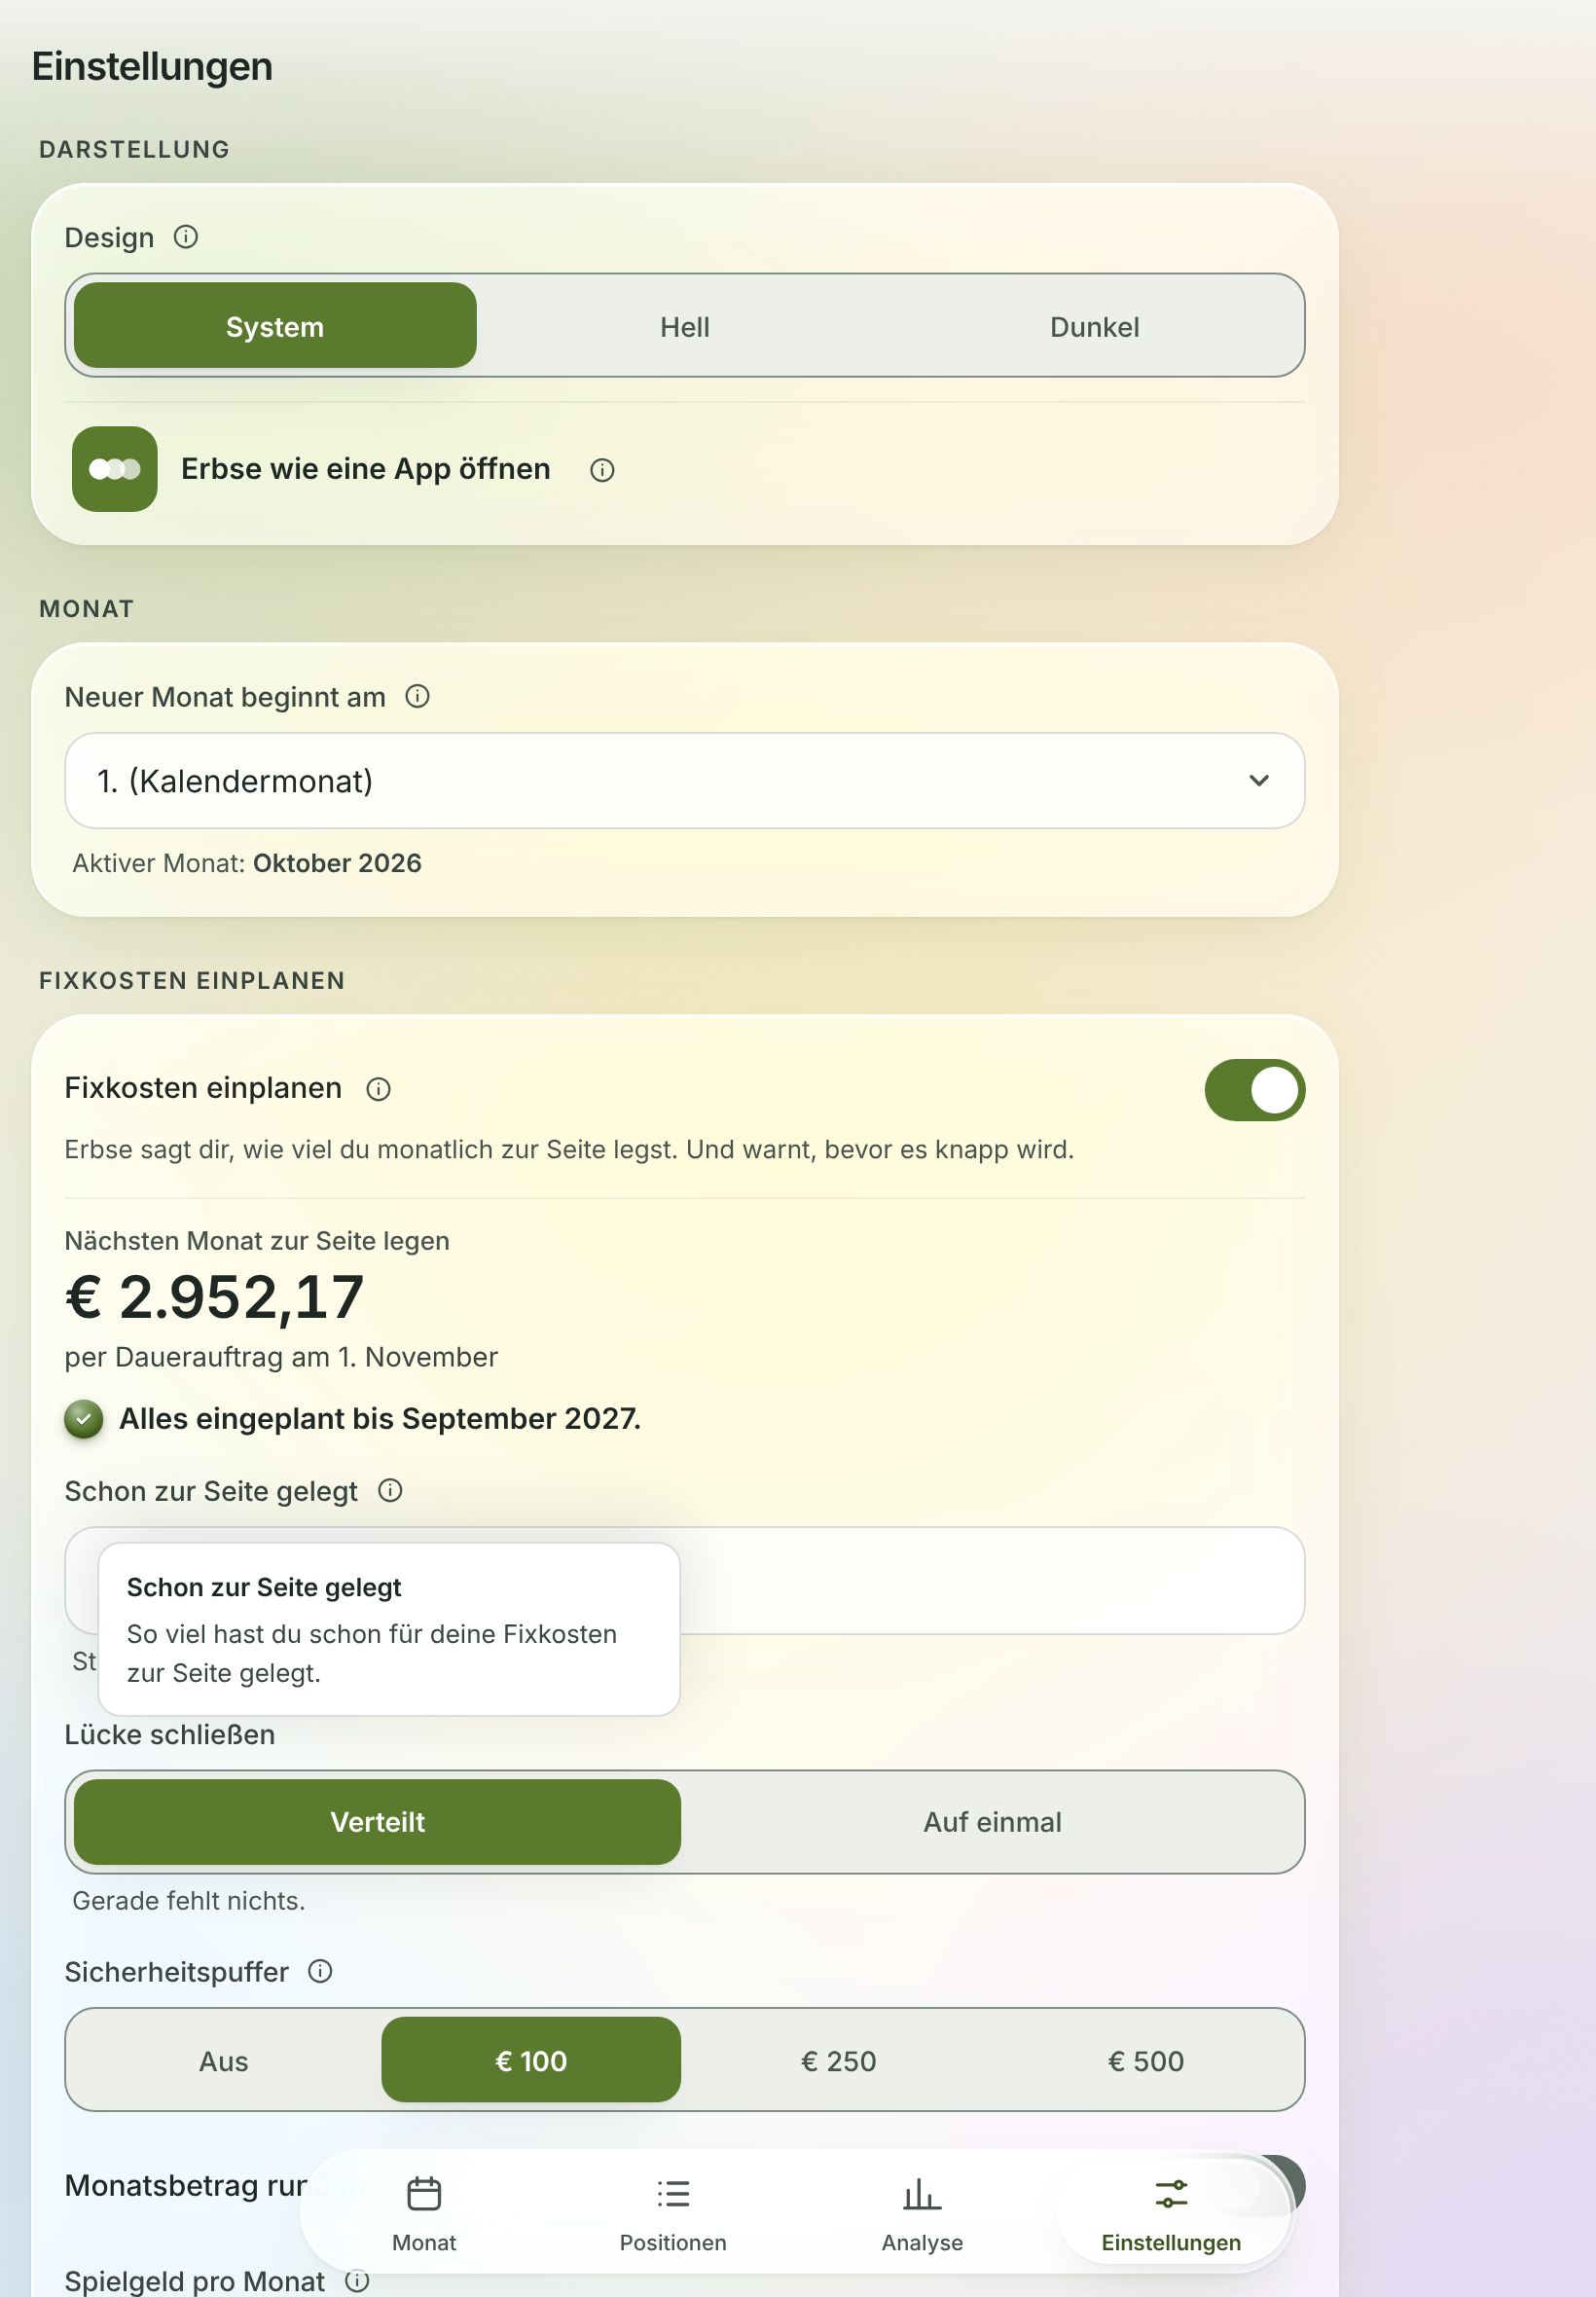 Einstellungen
DARSTELLUNG
Design
System
Hell
Dunkel
Erbse wie eine App öffnen
MONAT
Neuer Monat beginnt am
1. (Kalendermonat)
Aktiver Monat: Oktober 2026
FIXKOSTEN EINPLANEN
Fixkosten einplanen
Erbse sagt dir, wie viel du monatlich zur Seite legst. Und warnt, bevor es knapp wird.
Nächsten Monat zur Seite legen
€ 2.952,17
per Dauerauftrag am 1. November
Alles eingeplant bis September 2027.
Schon zur Seite gelegt
Schon zur Seite gelegt
So viel hast du schon für deine Fixkosten
zur Seite gelegt.
Lücke schließen
Verteilt
Auf einmal
Gerade fehlt nichts.
Sicherheitspuffer
Aus
€ 100
€ 250
€ 500
Monatsbetrag runden
Monat
Positionen
Analyse
Einstellungen
Spielgeld pro Monat